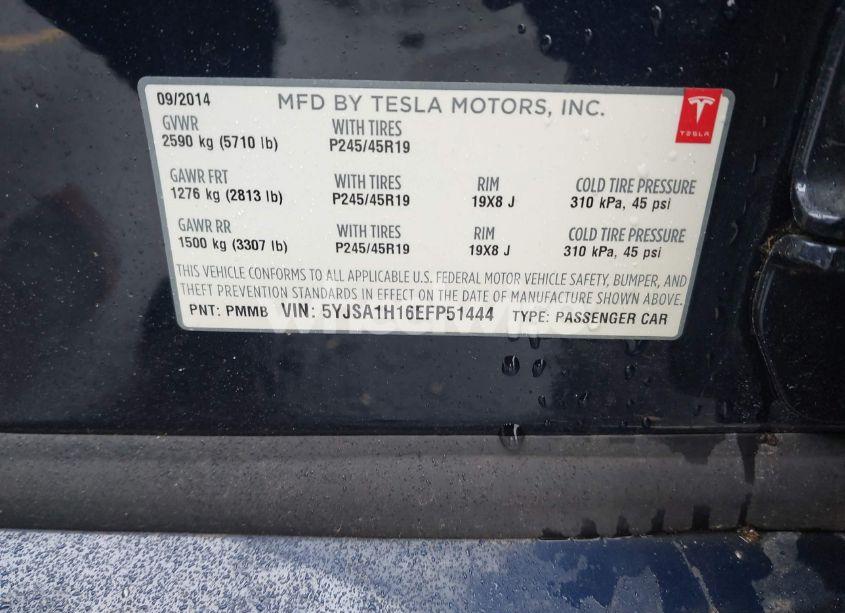 09/2014 MFD BY TESLA MOTORS, INC.
TESLA
GVWR WITH TIRES
2590 kg (5710 lb) P245/45R19
GAWR FRT WITH TIRES RIM COLD TIRE PRESSURE
1276 kg (2813 lb) P245/45R19 19X8 J 310 kPa, 45 psi
GAWR RR WITH TIRES RIM COLD TIRE PRESSURE
1500 kg (3307 lb) P245/45R19 19X8 J 310 kPa, 45 psi
THIS VEHICLE CONFORMS TO ALL APPLICABLE U.S. FEDERAL MOTOR VEHICLE SAFETY, BUMPER, AND
THEFT PREVENTION STANDARDS IN EFFECT ON THE DATE OF MANUFACTURE SHOWN ABOVE.
PNT: PMMB VIN: 5YJSA1H16EFP51444 TYPE: PASSENGER CAR